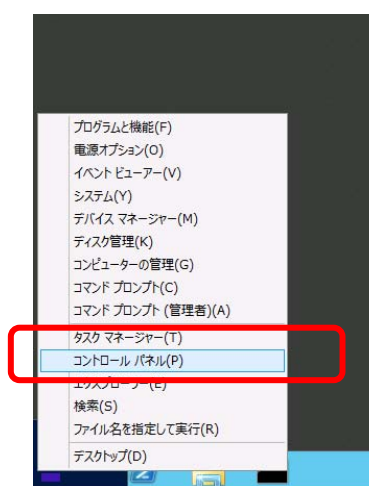 プログラムと機能(F)
電源オプション(O)
イベント ビューアー(V)
システム(Y)
デバイス マネージャー(M)
ディスク管理(K)
コンピューターの管理(G)
コマンド プロンプト(C)
コマンド プロンプト (管理者)(A)
タスク マネージャー(T)
コントロール パネル(P)
エクスプローラー(E)
検索(S)
ファイル名を指定して実行(R)
デスクトップ(D)